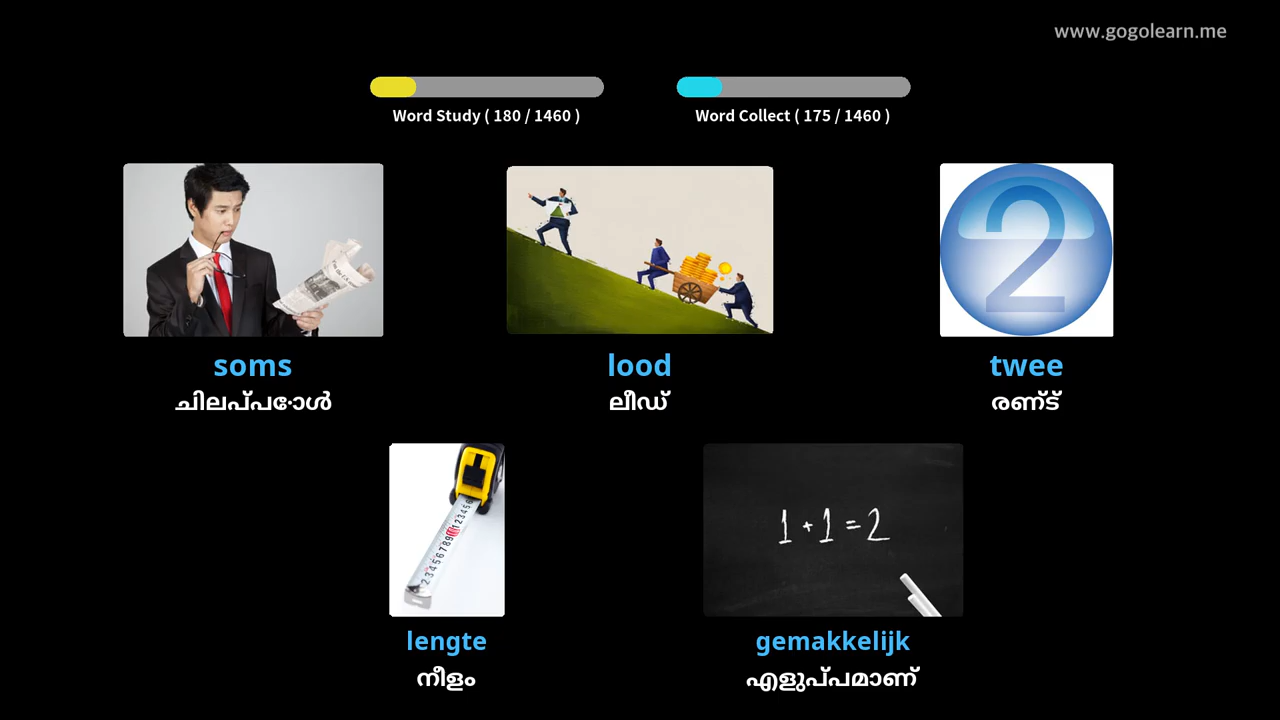 www.gogolearn.me
Word Study ( 180 / 1460 )
Word Collect ( 175 / 1460 )
soms
ചിലപ്പോൾ
lood
ലീഡ്
2
twee
രണ്ട്
lengte
നീളം
1 + 1 = 2
gemakkelijk
എളുപ്പമാണ്